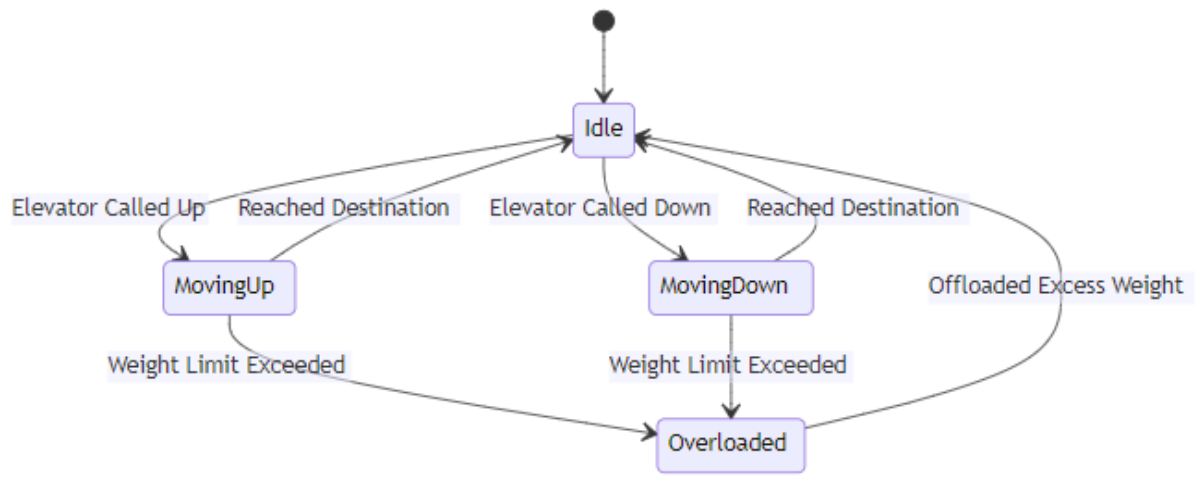 Idle
Elevator Called Up
Reached Destination
Elevator Called Down
Reached Destination
MovingUp
MovingDown
Offloaded Excess Weight
Weight Limit Exceeded
Weight Limit Exceeded
Overloaded